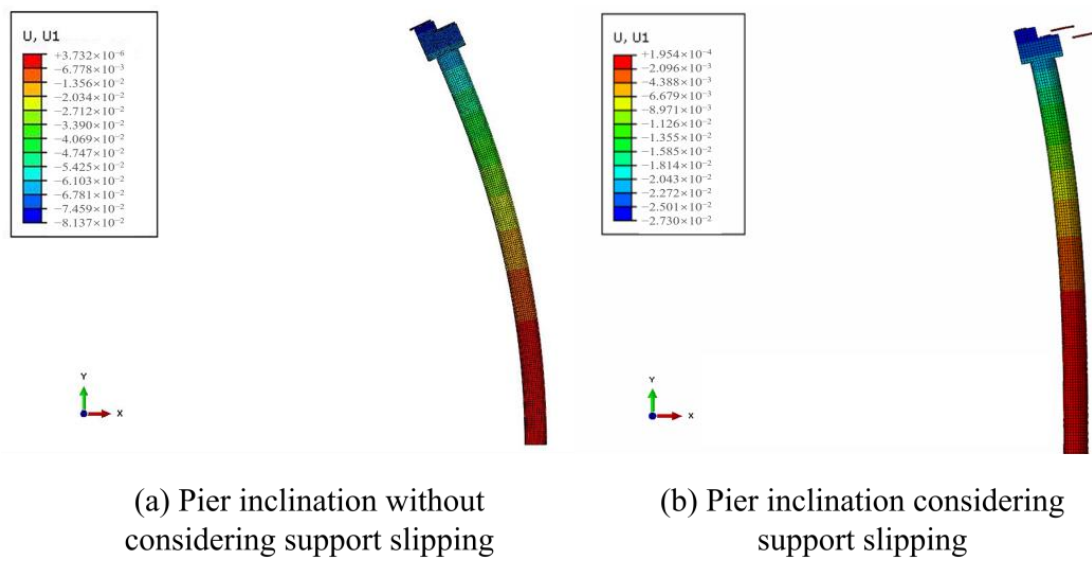 U, U1
+3.732×10⁻⁶
−6.778×10⁻³
−1.356×10⁻²
−2.034×10⁻²
−2.712×10⁻²
−3.390×10⁻²
−4.069×10⁻²
−4.747×10⁻²
−5.425×10⁻²
−6.103×10⁻²
−6.781×10⁻²
−7.459×10⁻²
−8.137×10⁻²
Y
X
(a) Pier inclination without
considering support slipping
U, U1
+1.954×10⁻⁴
−2.096×10⁻³
−4.388×10⁻³
−6.679×10⁻³
−8.971×10⁻³
−1.126×10⁻²
−1.355×10⁻²
−1.585×10⁻²
−1.814×10⁻²
−2.043×10⁻²
−2.272×10⁻²
−2.501×10⁻²
−2.730×10⁻²
Y
X
(b) Pier inclination considering
support slipping